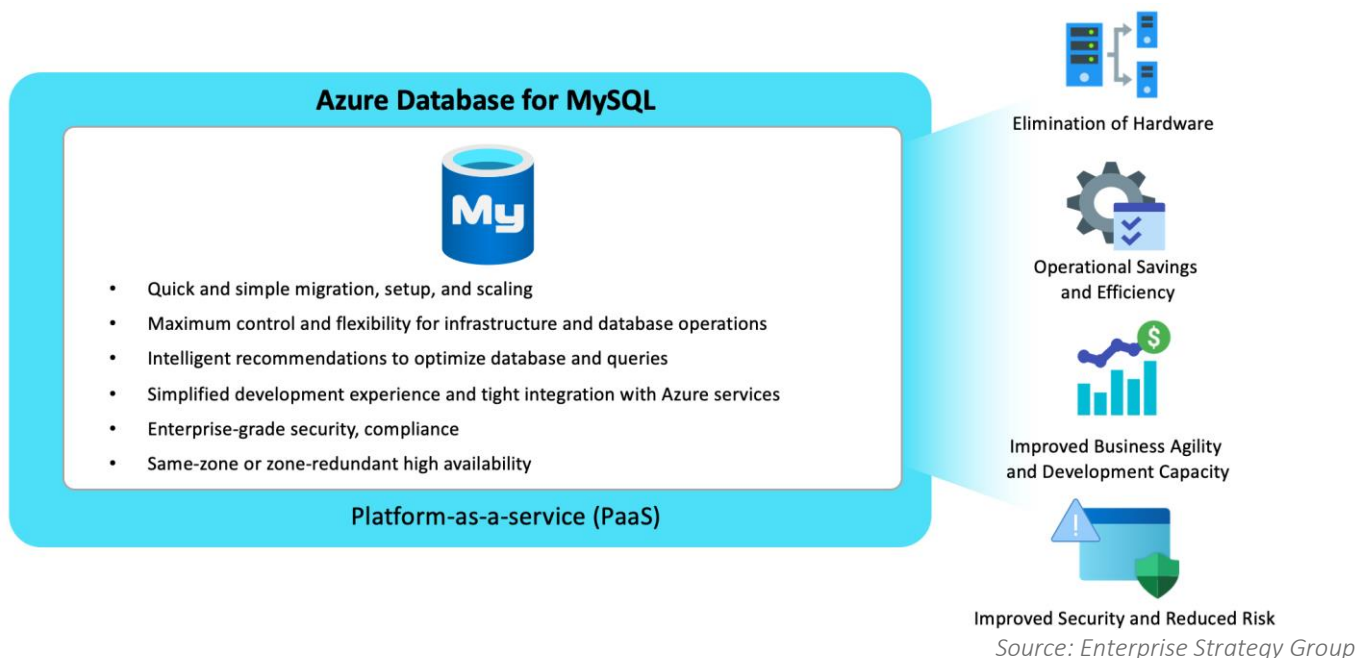 Azure Database for MySQL
My
• Quick and simple migration, setup, and scaling
• Maximum control and flexibility for infrastructure and database operations
• Intelligent recommendations to optimize database and queries
• Simplified development experience and tight integration with Azure services
• Enterprise-grade security, compliance
• Same-zone or zone-redundant high availability
Platform-as-a-service (PaaS)
Elimination of Hardware
Operational Savings
and Efficiency
$
Improved Business Agility
and Development Capacity
!
Improved Security and Reduced Risk
Source: Enterprise Strategy Group